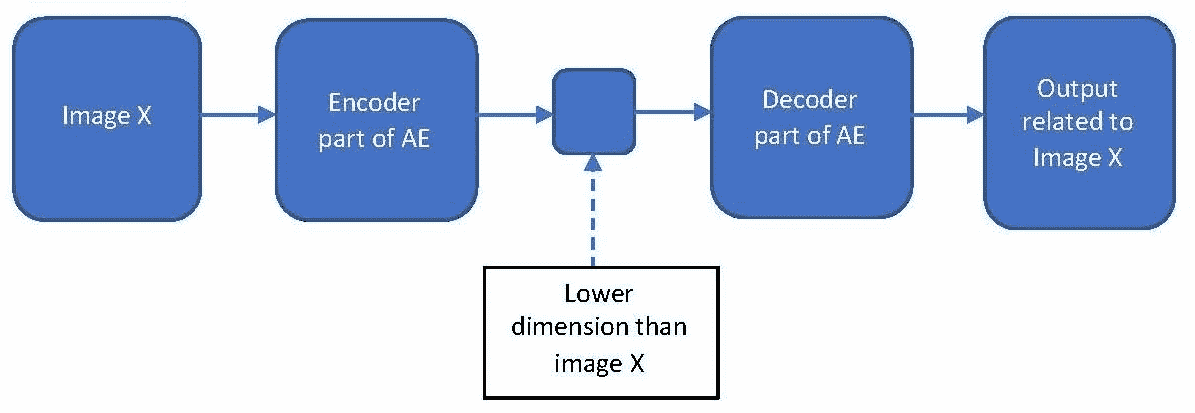 Image X
Encoder
part of AE
Decoder
part of AE
Output
related to
Image X
Lower
dimension than
image X